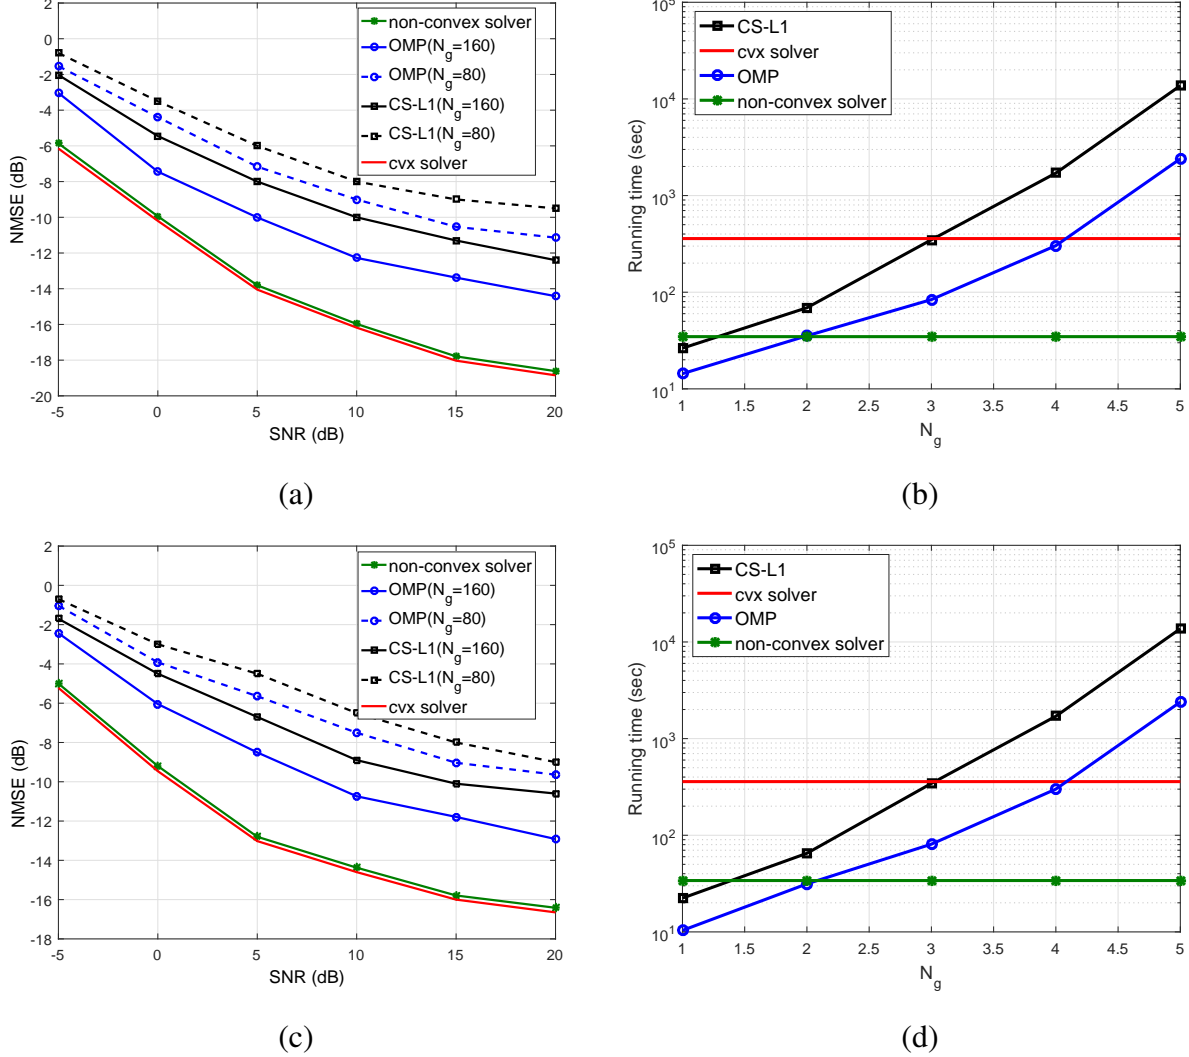 2
0
-2
-4
-6
-8
-10
-12
-14
-16
-18
-20
NMSE (dB)
-5 0 5 10 15 20
SNR (dB)
non-convex solver
OMP(N_g=160)
OMP(N_g=80)
CS-L1(N_g=160)
CS-L1(N_g=80)
cvx solver
(a)
10^5
10^4
10^3
10^2
10^1
Running time (sec)
1 1.5 2 2.5 3 3.5 4 4.5 5
N_g
CS-L1
cvx solver
OMP
non-convex solver
(b)
2
0
-2
-4
-6
-8
-10
-12
-14
-16
-18
NMSE (dB)
-5 0 5 10 15 20
SNR (dB)
non-convex solver
OMP(N_g=160)
OMP(N_g=80)
CS-L1(N_g=160)
CS-L1(N_g=80)
cvx solver
(c)
10^5
10^4
10^3
10^2
10^1
Running time (sec)
1 1.5 2 2.5 3 3.5 4 4.5 5
N_g
CS-L1
cvx solver
OMP
non-convex solver
(d)